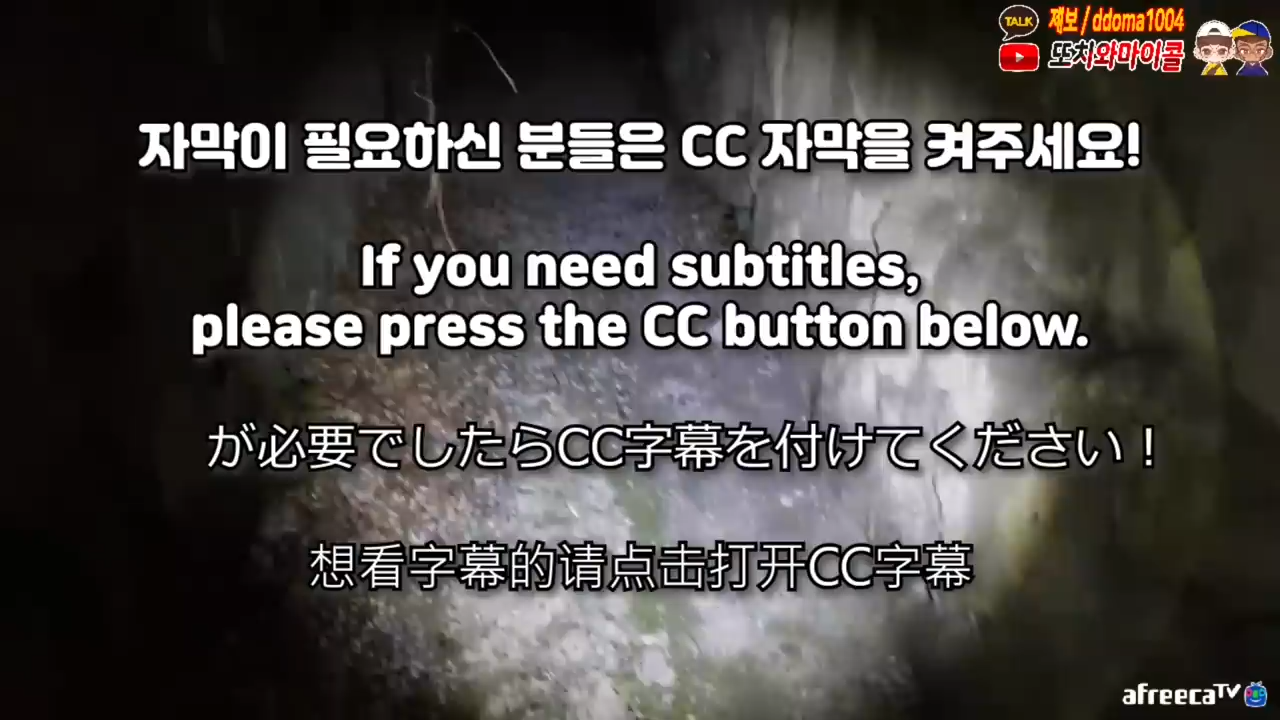 TALK 제보 / ddoma1004
또치와마이콜
자막이 필요하신 분들은 CC 자막을 켜주세요!
If you need subtitles,
please press the CC button below.
が必要でしたらCC字幕を付けてください！
想看字幕的请点击打开CC字幕
afreecaTV